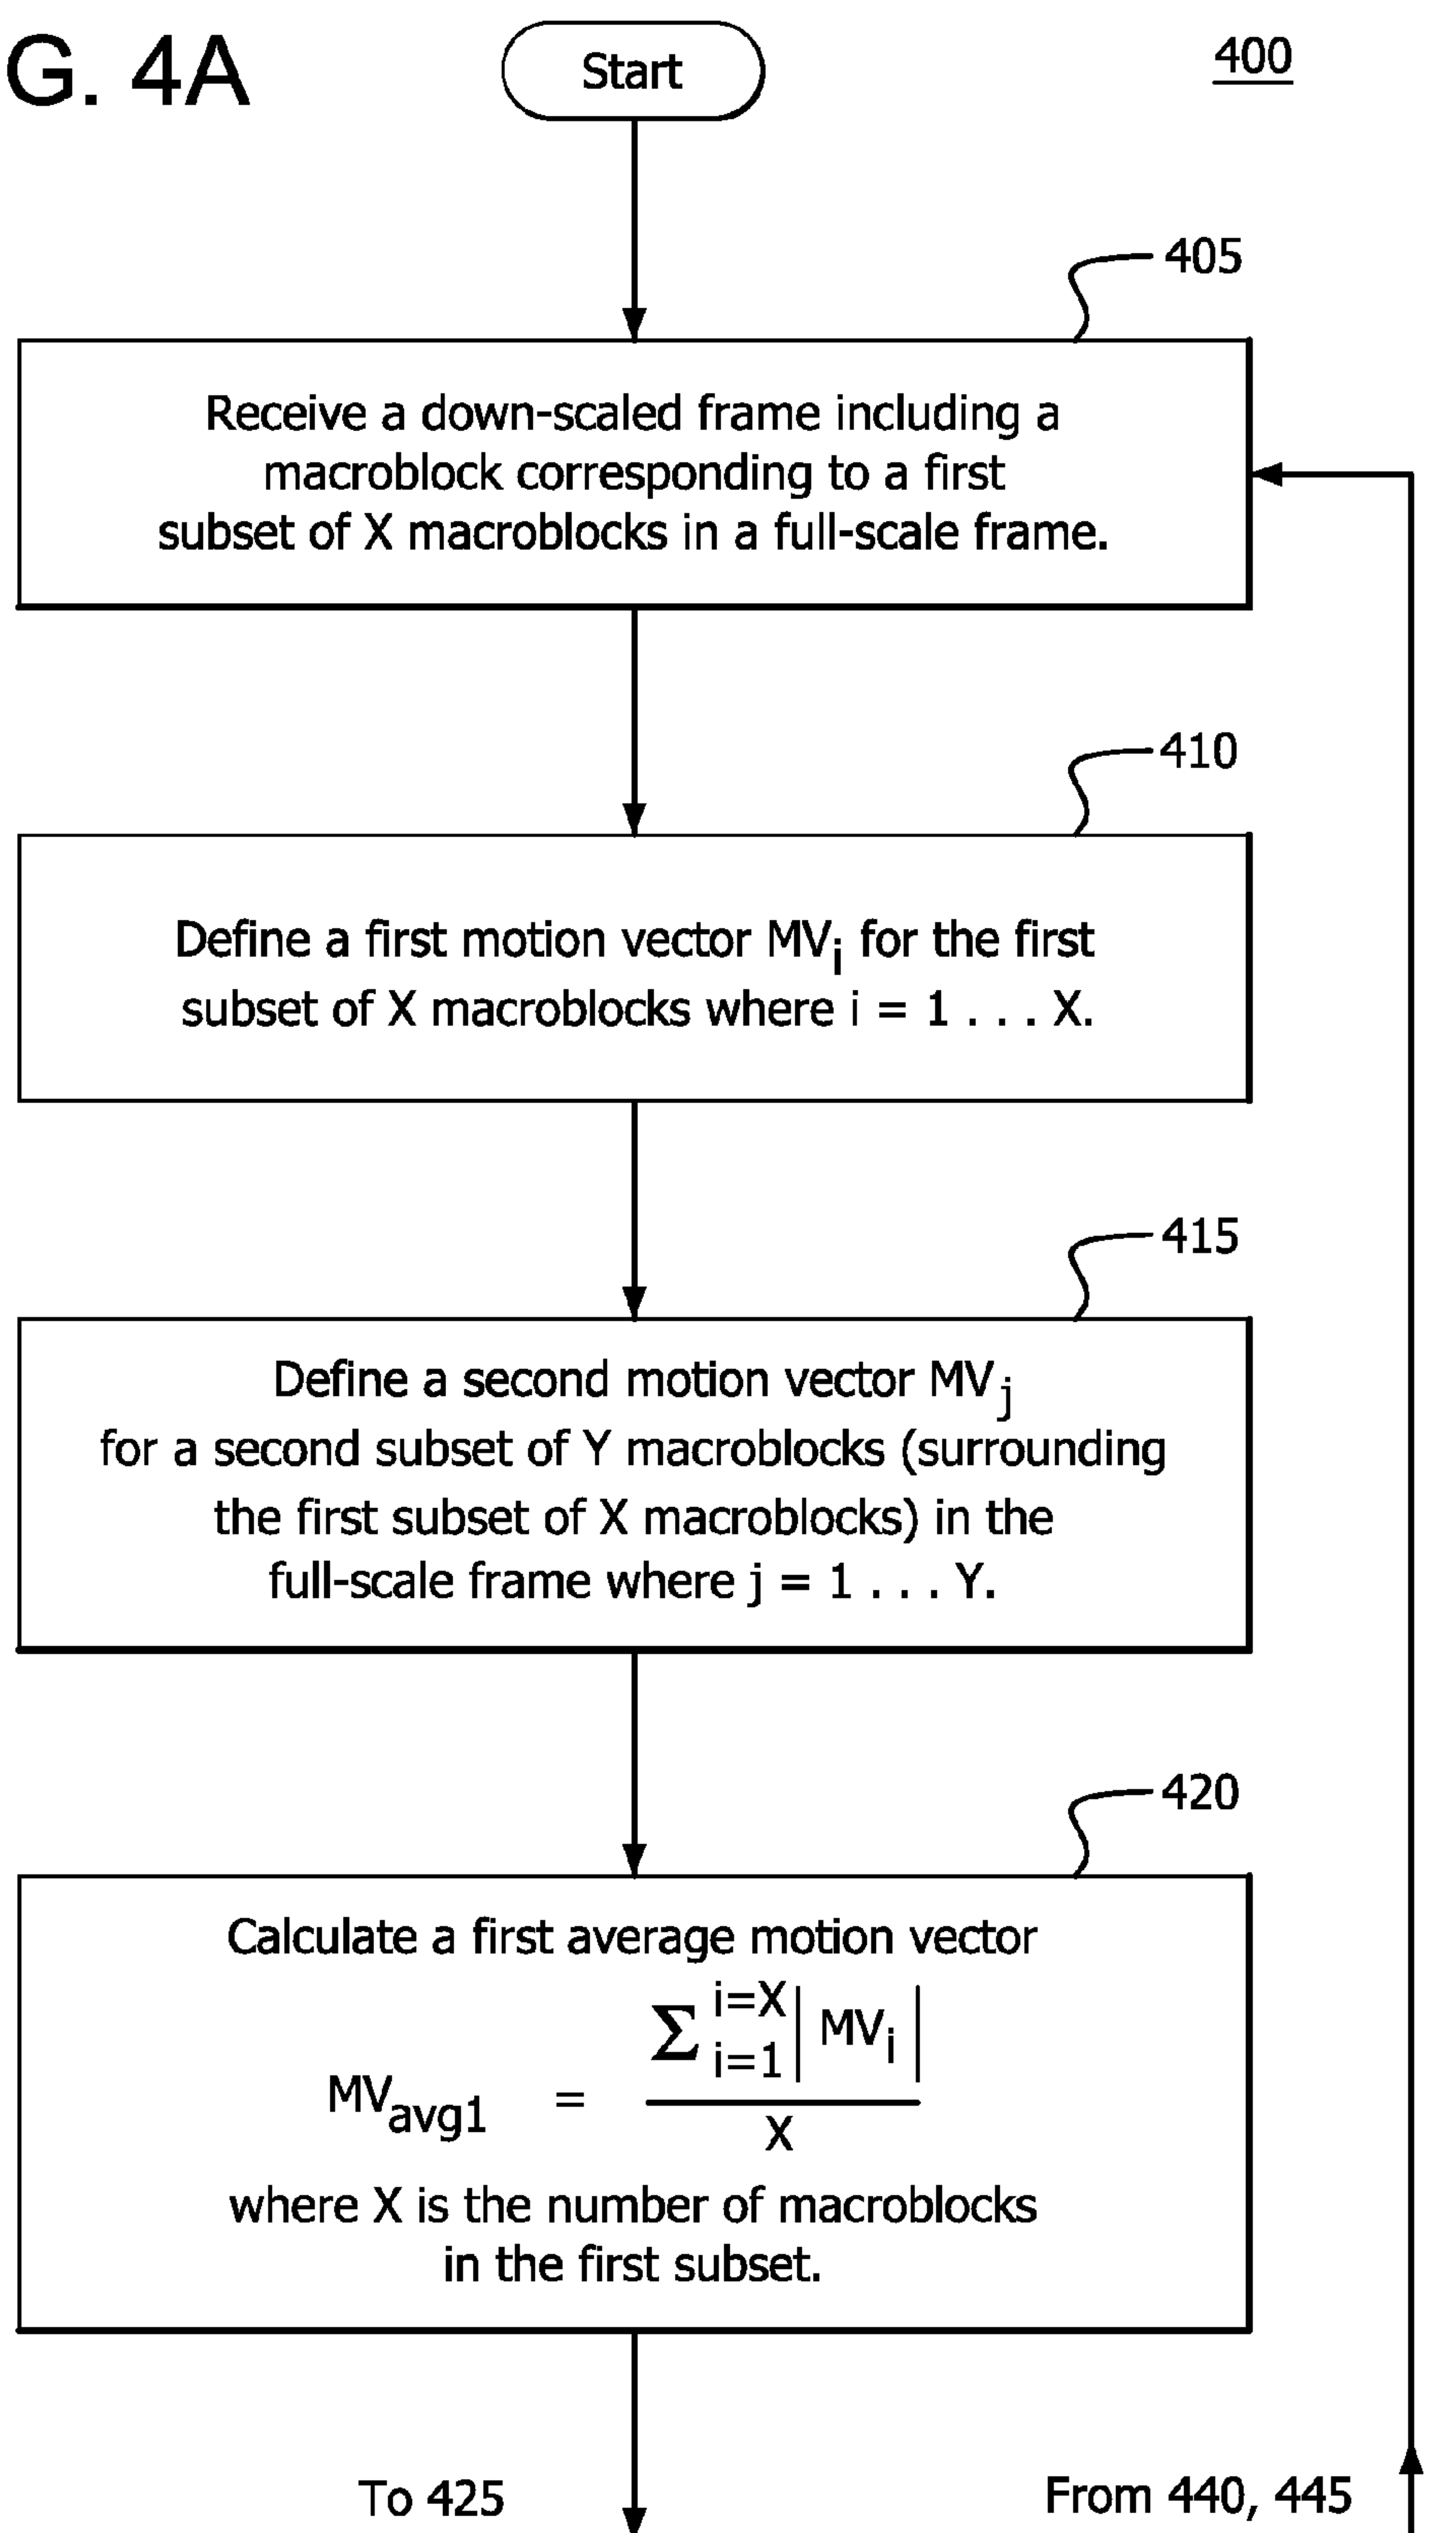 G. 4A
Start
400
405
Receive a down-scaled frame including a
macroblock corresponding to a first
subset of X macroblocks in a full-scale frame.
410
Define a first motion vector MVi for the first
subset of X macroblocks where i = 1 . . . X.
415
Define a second motion vector MVj
for a second subset of Y macroblocks (surrounding
the first subset of X macroblocks) in the
full-scale frame where j = 1 . . . Y.
420
Calculate a first average motion vector
MVavg1 = Σ i=X i=1 | MVi | / X
where X is the number of macroblocks
in the first subset.
To 425
From 440, 445